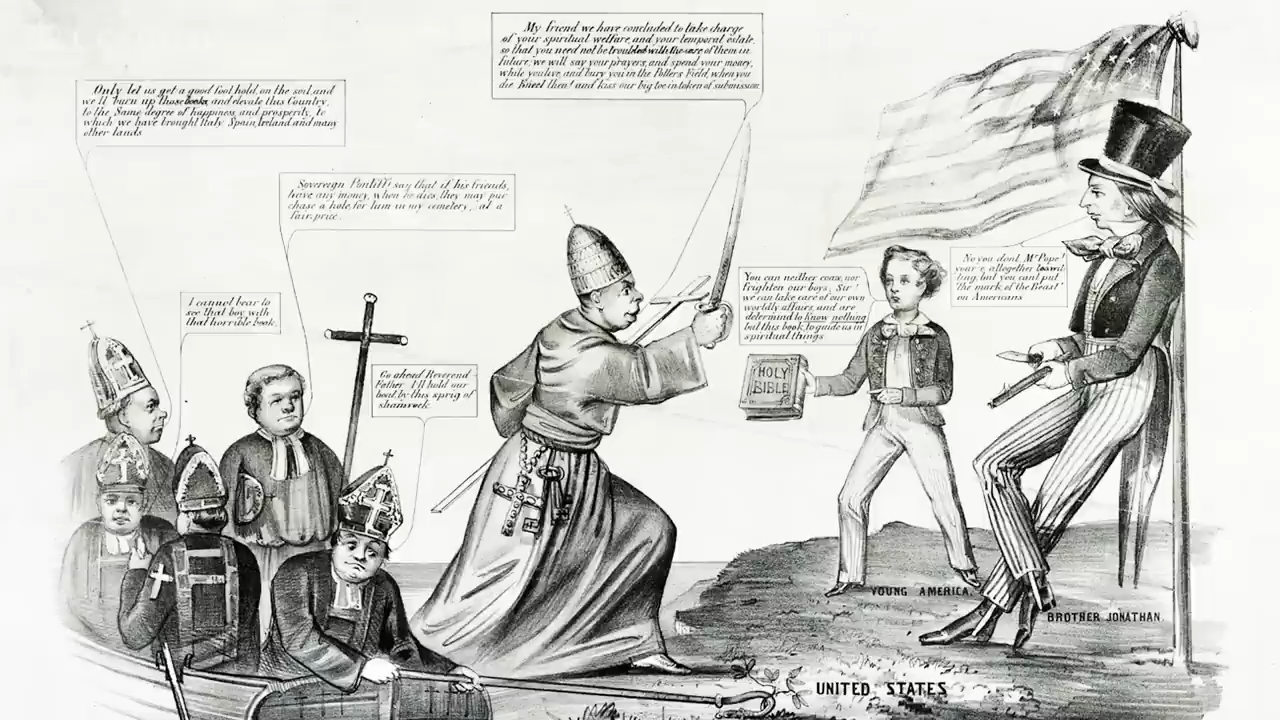 My friend we have concluded to take charge
of your spiritual welfare, and your temporal estate,
so that you need not be troubled with the care of them in
future; we will say your prayers, and spend your money,
while you live, and bury you in the Potters Field, when you
die. Kneel then! and kiss our big toe in token of submission.
Only let us get a good foot hold, on the soil, and
we'll burn up those books, and elevate this Country,
to the Same degree of happiness, and prosperity, to
which we have brought Italy, Spain, Ireland and many
other lands
Sovereign Pontiff! say that if his friends,
have any money, when he dies, they may pur
chase a hole, for him in my cemetery, at a
fair price.
I cannot bear to
see that boy with
that horrible book.
Go ahead Reverend
Father I'll hold our
boat, by this sprig of
shamrock.
You can neither coax, nor
frighten our boys, Sir!
we can take care of our own
worldly affairs, and are
determined to know nothing
but this book, to guide us in
spiritual things
No you dont, Mr Pope!
your'e altogether too wil
ling, but you cant put
'the mark of the Beast'
on Americans
HOLY
BIBLE
YOUNG AMERICA.
BROTHER JONATHAN.
UNITED STATES